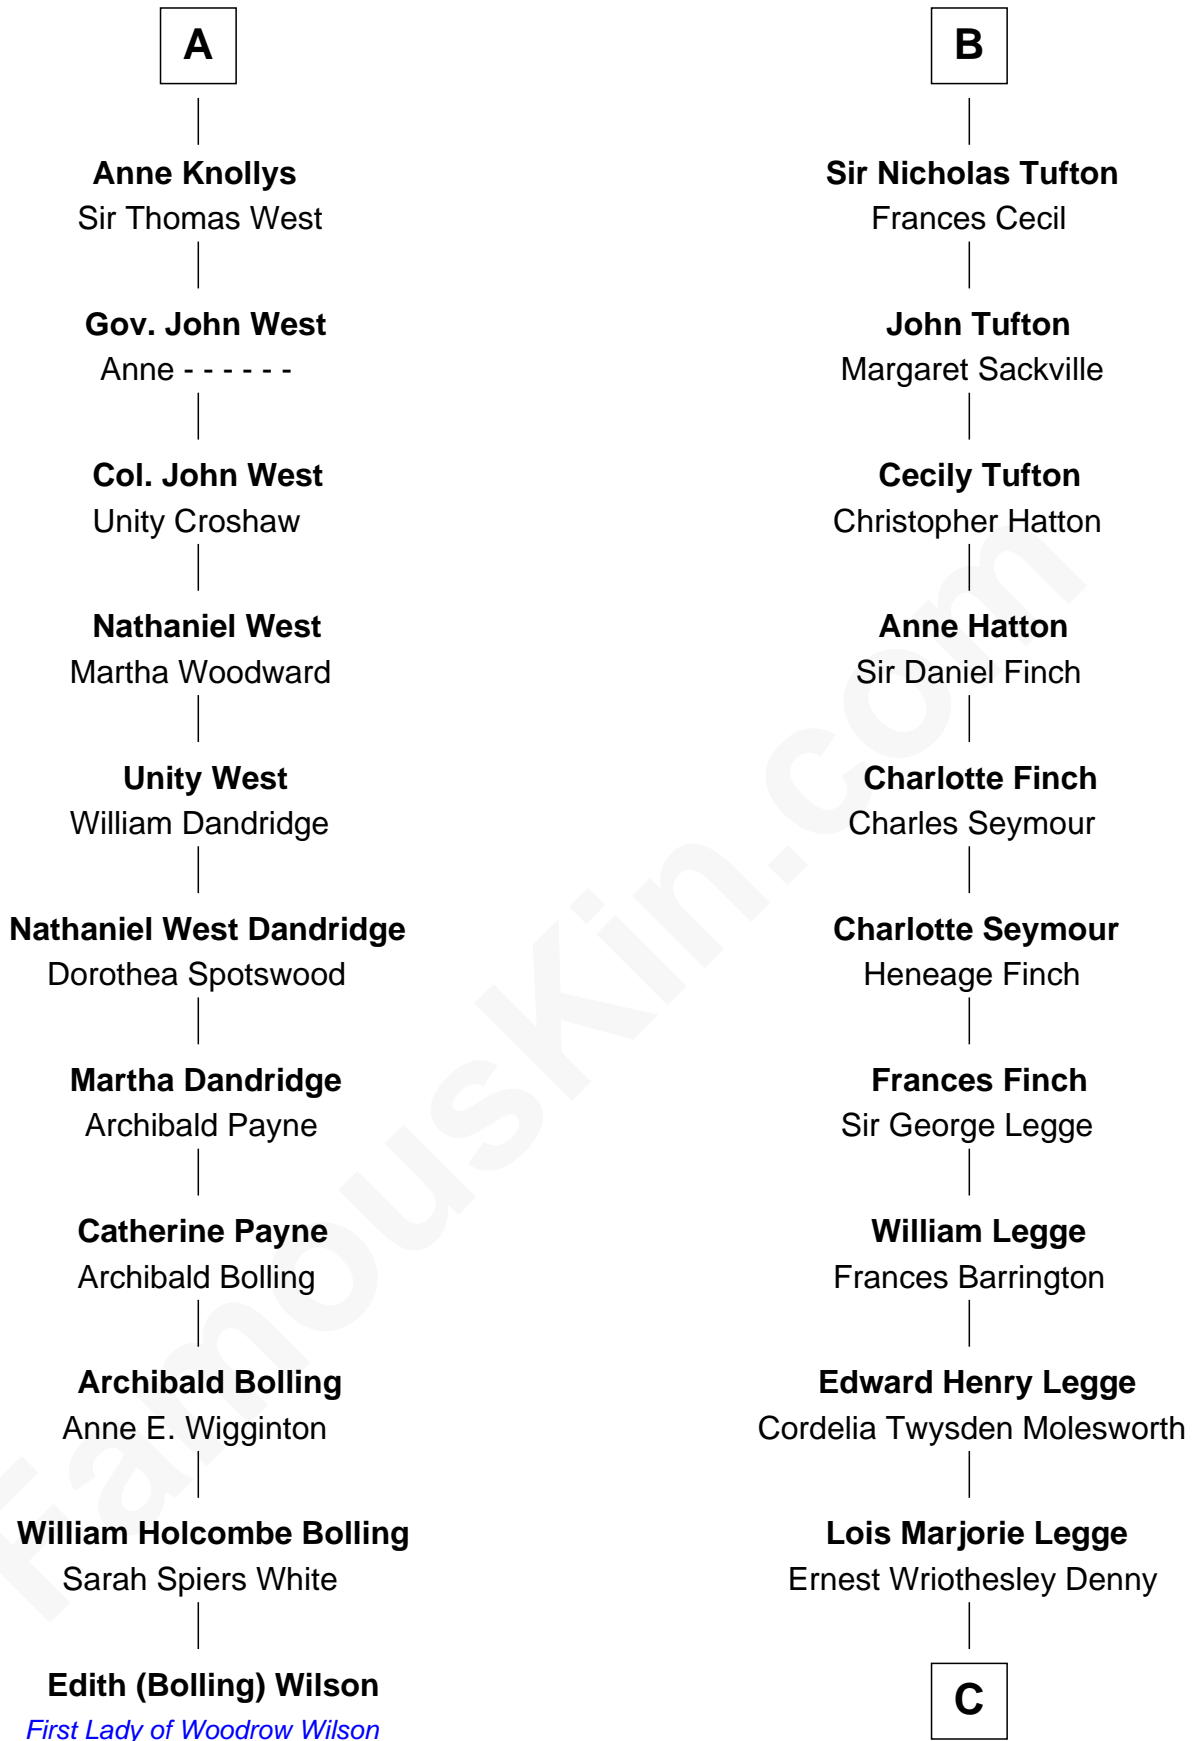 A
Anne Knollys
Sir Thomas West
Gov. John West
Anne - - - - - -
Col. John West
Unity Croshaw
Nathaniel West
Martha Woodward
Unity West
William Dandridge
Nathaniel West Dandridge
Dorothea Spotswood
Martha Dandridge
Archibald Payne
Catherine Payne
Archibald Bolling
Archibald Bolling
Anne E. Wigginton
William Holcombe Bolling
Sarah Spiers White
Edith (Bolling) Wilson
First Lady of Woodrow Wilson
B
Sir Nicholas Tufton
Frances Cecil
John Tufton
Margaret Sackville
Cecily Tufton
Christopher Hatton
Anne Hatton
Sir Daniel Finch
Charlotte Finch
Charles Seymour
Charlotte Seymour
Heneage Finch
Frances Finch
Sir George Legge
William Legge
Frances Barrington
Edward Henry Legge
Cordelia Twysden Molesworth
Lois Marjorie Legge
Ernest Wriothesley Denny
C
FamousKin.com